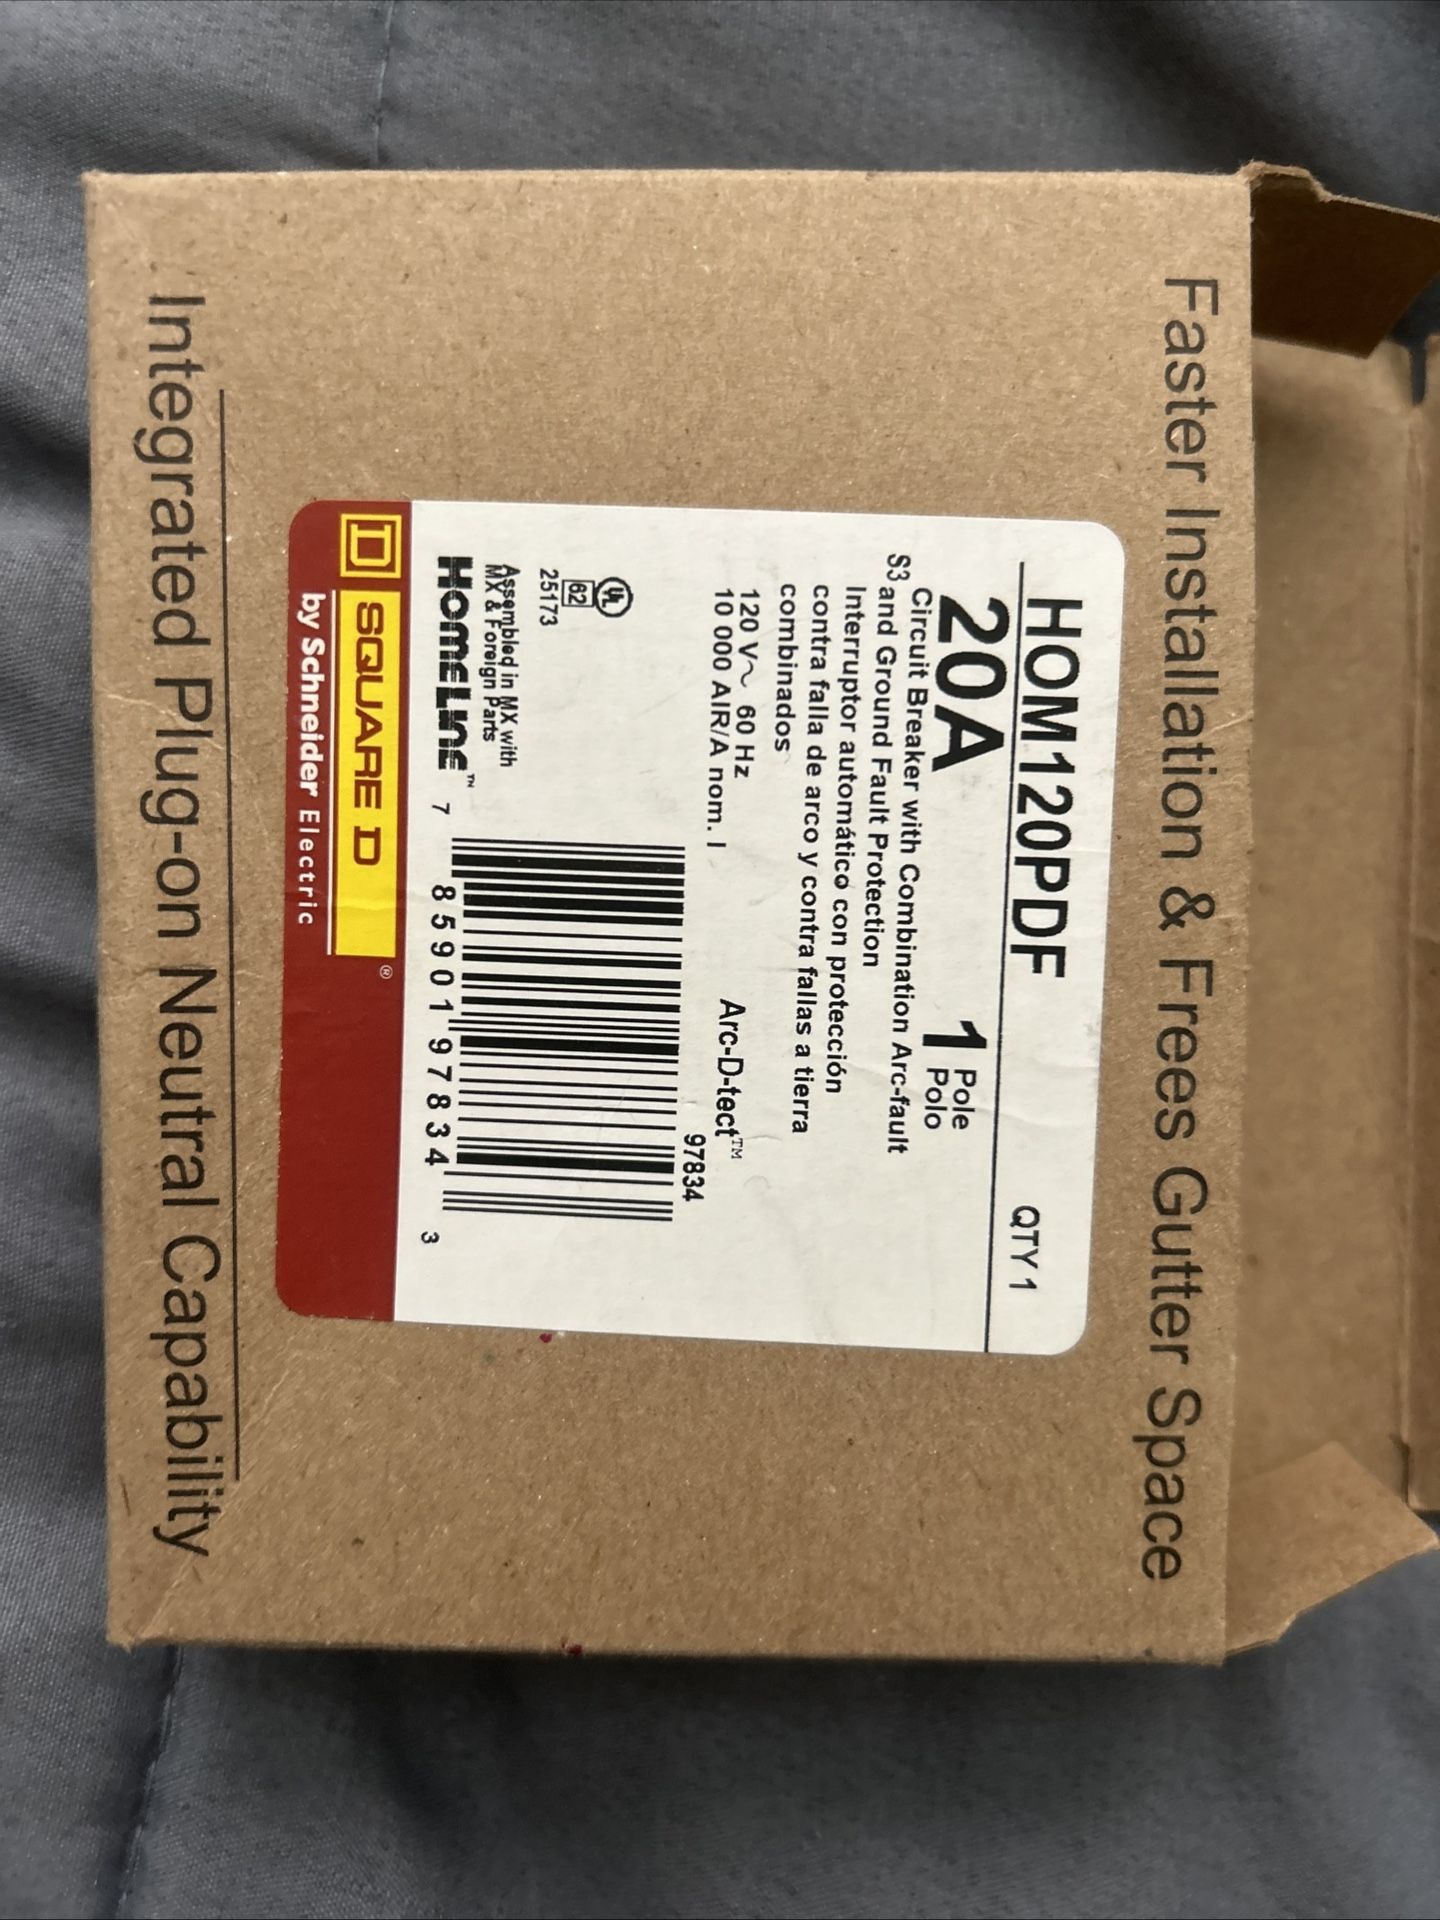 Faster Installation & Frees Gutter Space
HOM120PDF QTY 1
20A 1 Pole
Polo
Circuit Breaker with Combination Arc-fault
S3 and Ground Fault Protection
Interruptor automático con protección
contra falla de arco y contra fallas a tierra
combinados
120 V~ 60 Hz
10 000 AIR/A nom. I
Arc-D-tect™
97834
UL
62
25173
Assembled in MX with
MX & Foreign Parts
HOMELINE™
7 85901 97834 3
D SQUARE D®
by Schneider Electric
Integrated Plug-on Neutral Capability